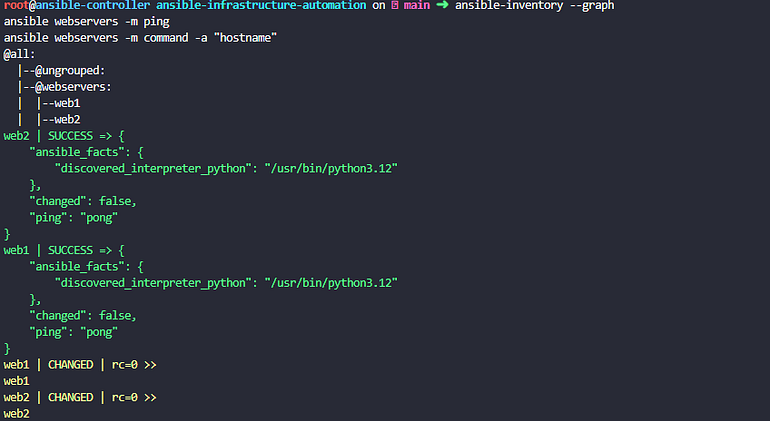 root@ansible-controller ansible-infrastructure-automation on main ➜ ansible-inventory --graph
ansible webservers -m ping
ansible webservers -m command -a "hostname"
@all:
  |--@ungrouped:
  |--@webservers:
  |  |--web1
  |  |--web2
web2 | SUCCESS => {
    "ansible_facts": {
        "discovered_interpreter_python": "/usr/bin/python3.12"
    },
    "changed": false,
    "ping": "pong"
}
web1 | SUCCESS => {
    "ansible_facts": {
        "discovered_interpreter_python": "/usr/bin/python3.12"
    },
    "changed": false,
    "ping": "pong"
}
web1 | CHANGED | rc=0 >>
web1
web2 | CHANGED | rc=0 >>
web2